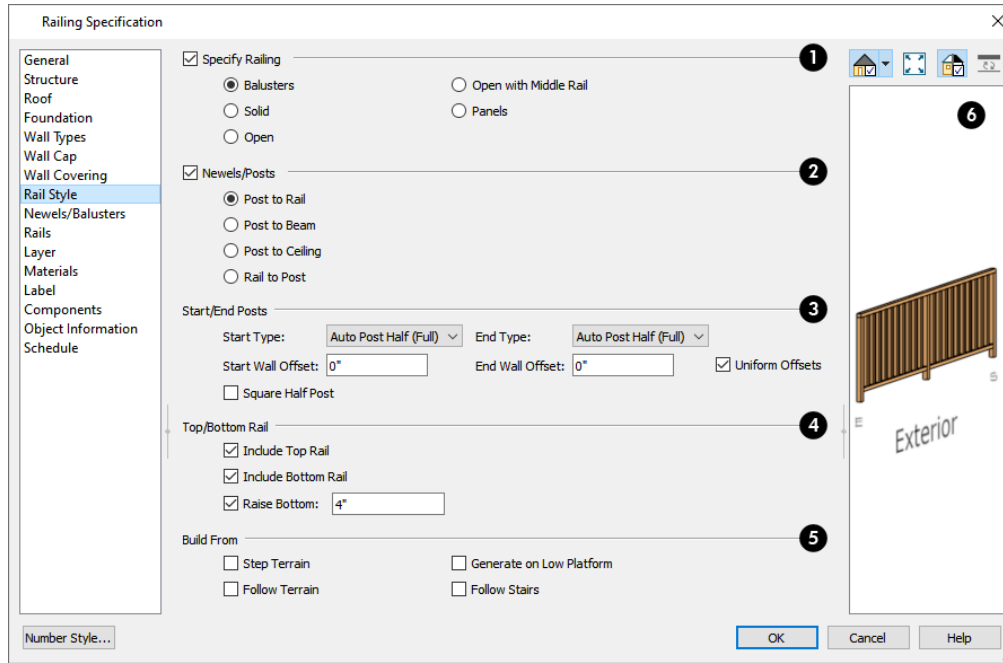 Railing Specification
General
Structure
Roof
Foundation
Wall Types
Wall Cap
Wall Covering
Rail Style
Newels/Balusters
Rails
Layer
Materials
Label
Components
Object Information
Schedule
Specify Railing 1
Balusters Open with Middle Rail
Solid Panels
Open
Newels/Posts 2
Post to Rail
Post to Beam
Post to Ceiling
Rail to Post
Start/End Posts 3
Start Type: Auto Post Half (Full) End Type: Auto Post Half (Full)
Start Wall Offset: 0" End Wall Offset: 0" Uniform Offsets
Square Half Post
Top/Bottom Rail 4
Include Top Rail
Include Bottom Rail
Raise Bottom: 4"
Build From 5
Step Terrain Generate on Low Platform
Follow Terrain Follow Stairs
6
S
E
Exterior
Number Style... OK Cancel Help